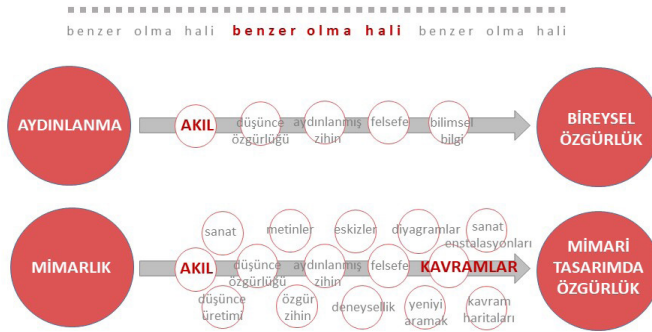 benzer olma hali benzer olma hali benzer olma hali
AYDINLANMA
AKIL
düşünce
özgürlüğü
aydınlanmış
zihin
felsefe
bilimsel
bilgi
BİREYSEL
ÖZGÜRLÜK
sanat
metinler
eskizler
diyagramlar
sanat
enstalasyonları
MİMARLIK
AKIL
düşünce
özgürlüğü
aydınlanmış
zihin
felsefe
KAVRAMLAR
MİMARİ
TASARIMDA
ÖZGÜRLÜK
düşünce
üretimi
özgür
zihin
deneysellik
yeniyi
aramak
kavram
haritaları